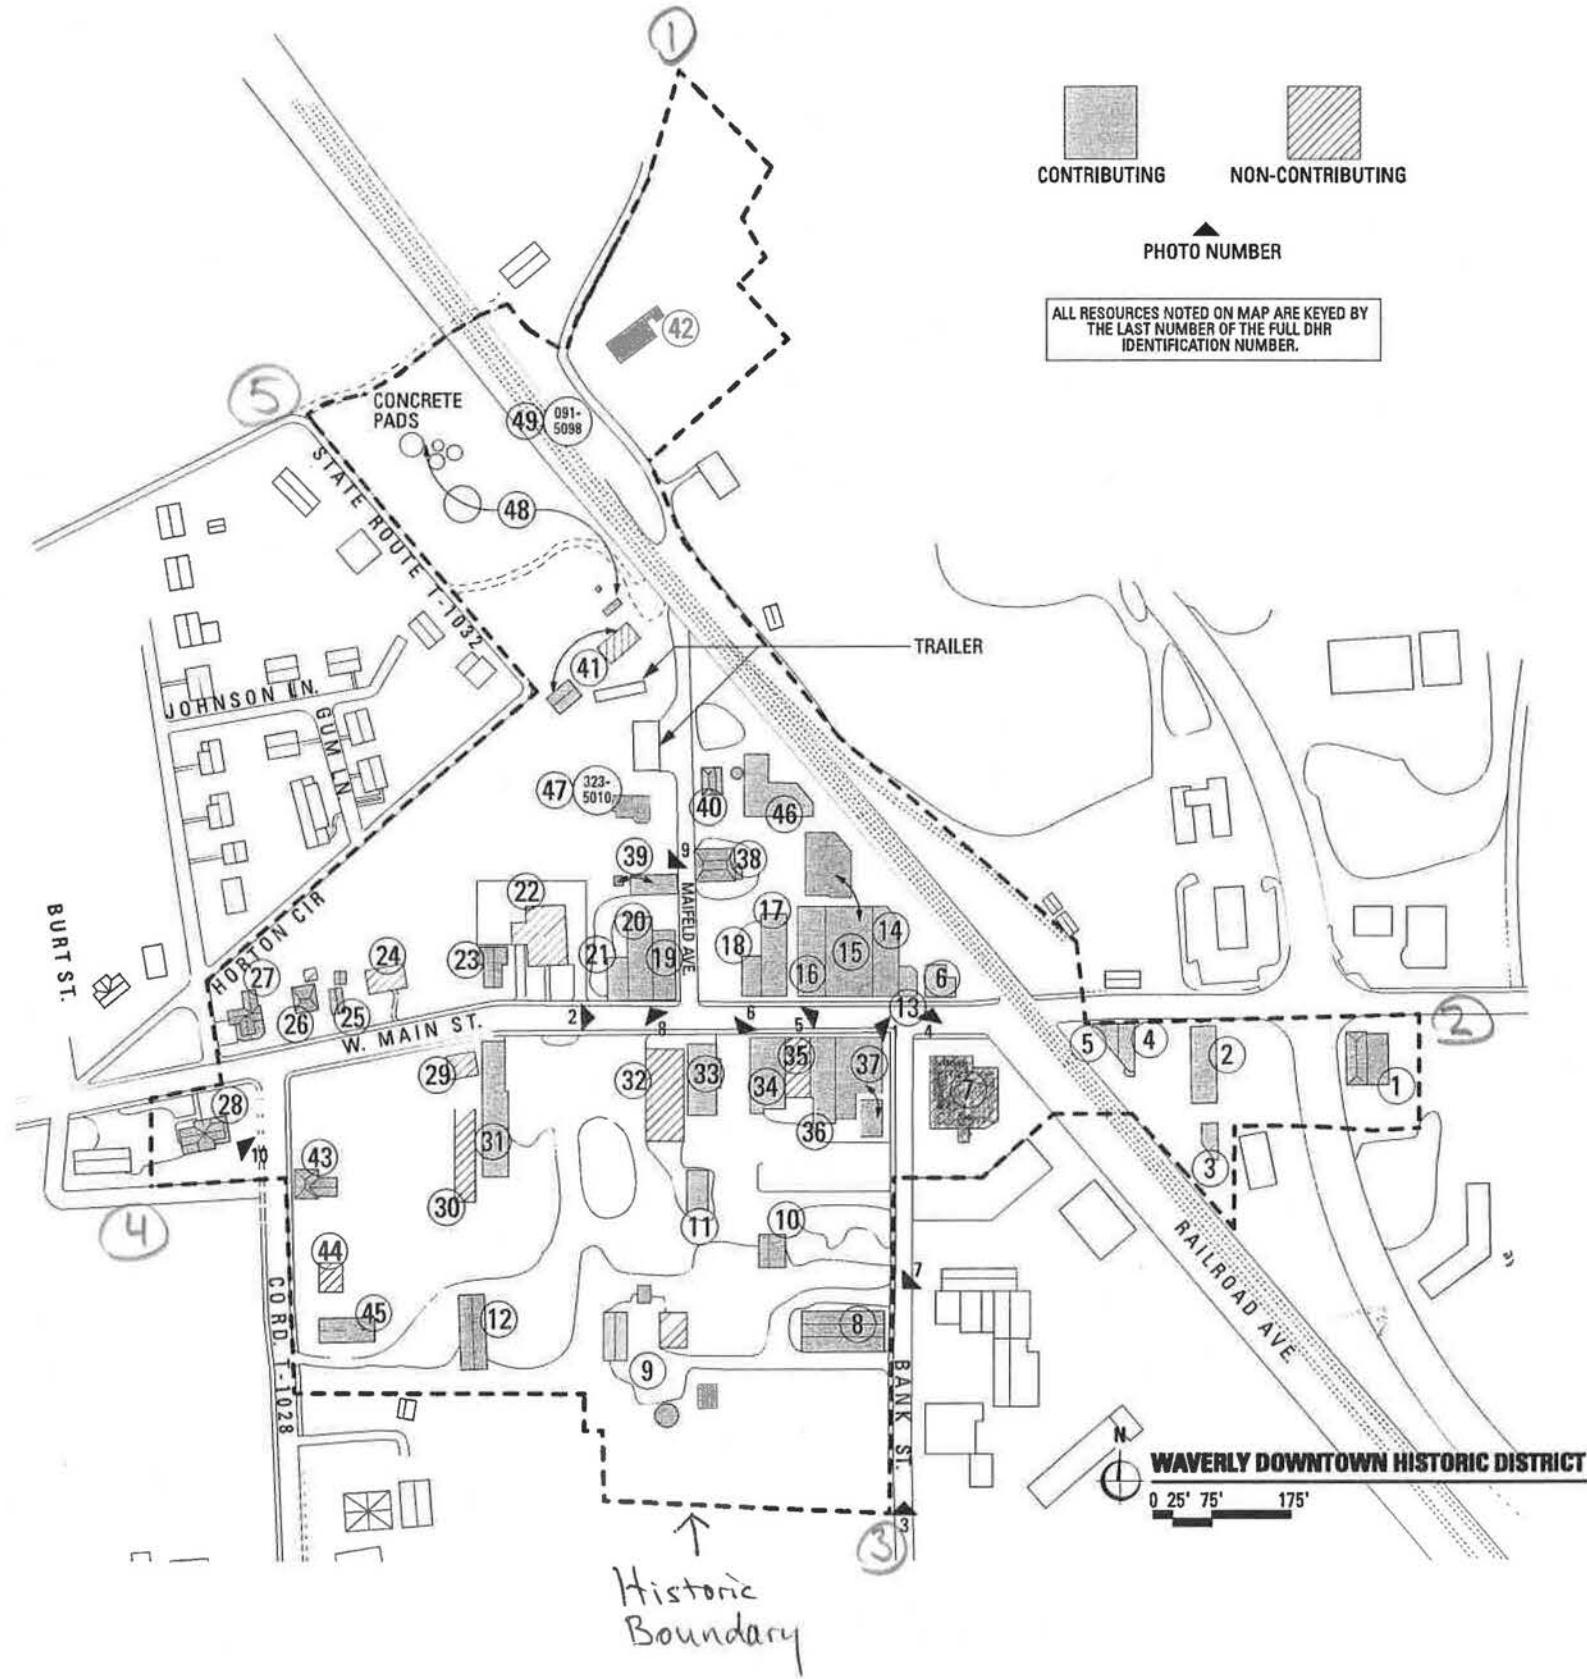 1
CONTRIBUTING
NON-CONTRIBUTING
PHOTO NUMBER
ALL RESOURCES NOTED ON MAP ARE KEYED BY
THE LAST NUMBER OF THE FULL DHR
IDENTIFICATION NUMBER.
42
5
CONCRETE
PADS
49
091-
5098
48
STATE ROUTE T-1032
TRAILER
41
JOHNSON LN.
GUM LN
47
323-
5010
40
46
39
9
38
MAIFELD AVE.
22
20
17
18
14
15
16
21
19
23
24
HORTON CIR
BURT ST.
27
26
25
6
13
2
8
6
5
4
W. MAIN ST.
2
5
4
2
1
3
29
32
33
34
35
37
36
7
28
10
31
30
43
4
11
10
44
45
12
9
8
7
CO RD. T-1028
BANK ST.
RAILROAD AVE.
N
WAVERLY DOWNTOWN HISTORIC DISTRICT
0 25' 75' 175'
3
3
Historic
Boundary